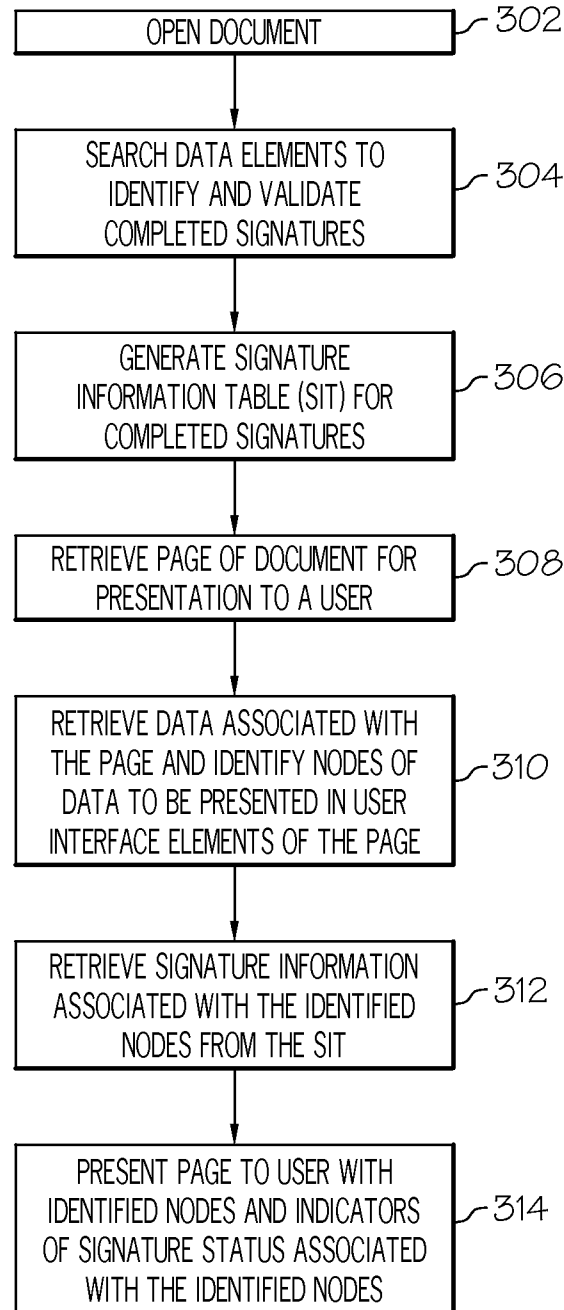 OPEN DOCUMENT
302
SEARCH DATA ELEMENTS TO
IDENTIFY AND VALIDATE
COMPLETED SIGNATURES
304
GENERATE SIGNATURE
INFORMATION TABLE (SIT) FOR
COMPLETED SIGNATURES
306
RETRIEVE PAGE OF DOCUMENT FOR
PRESENTATION TO A USER
308
RETRIEVE DATA ASSOCIATED WITH
THE PAGE AND IDENTIFY NODES OF
DATA TO BE PRESENTED IN USER
INTERFACE ELEMENTS OF THE PAGE
310
RETRIEVE SIGNATURE INFORMATION
ASSOCIATED WITH THE IDENTIFIED
NODES FROM THE SIT
312
PRESENT PAGE TO USER WITH
IDENTIFIED NODES AND INDICATORS
OF SIGNATURE STATUS ASSOCIATED
WITH THE IDENTIFIED NODES
314